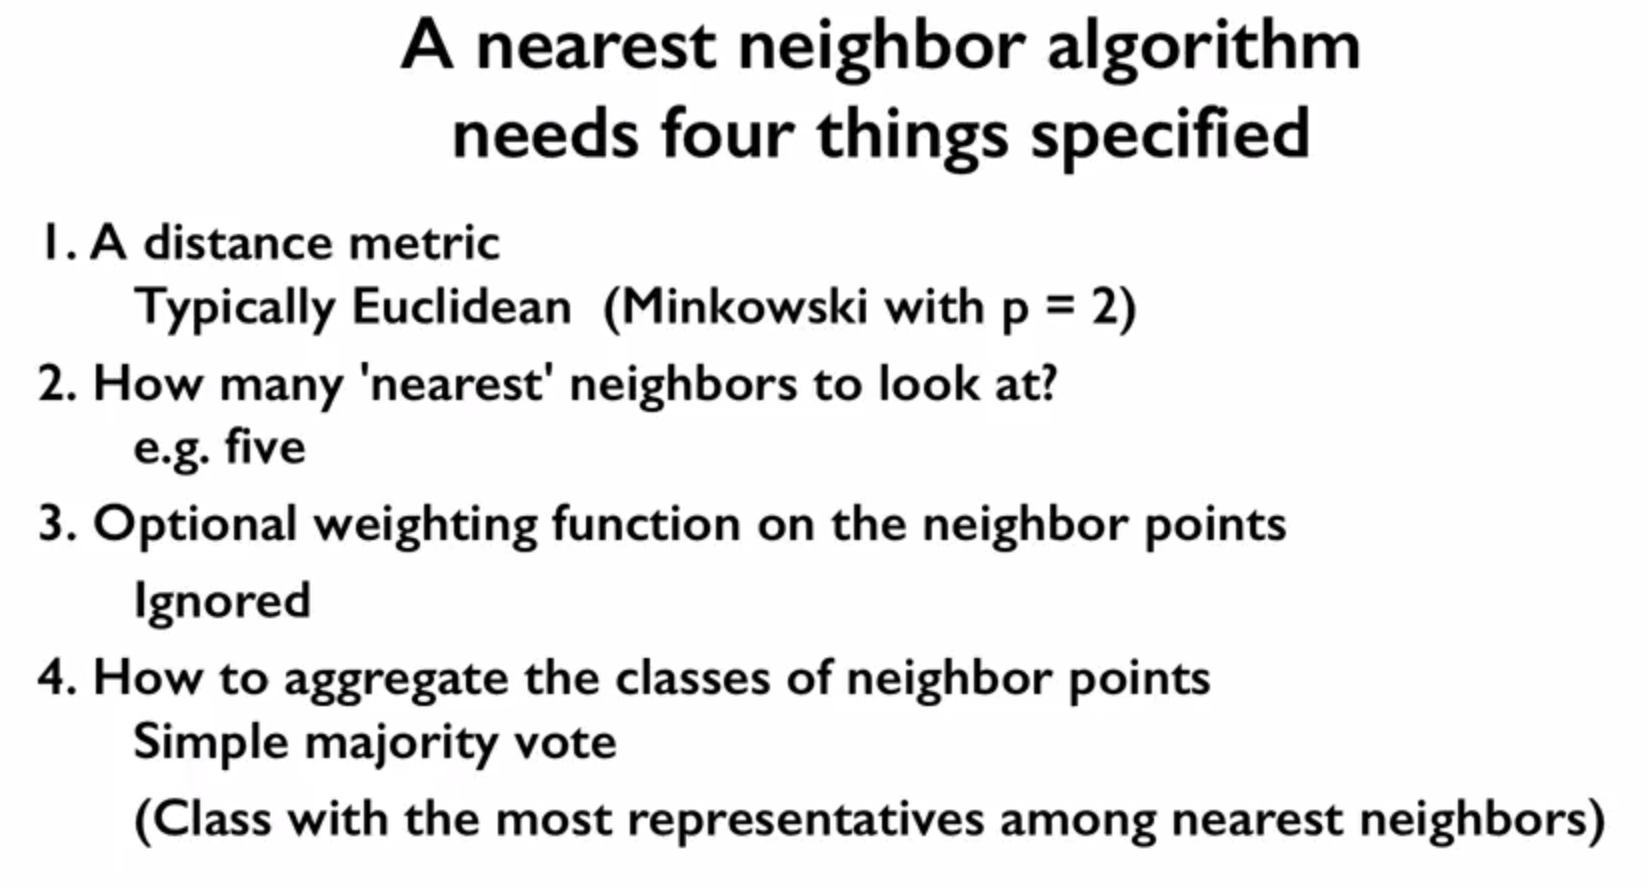 A nearest neighbor algorithm
needs four things specified
1. A distance metric
Typically Euclidean (Minkowski with p = 2)
2. How many 'nearest' neighbors to look at?
e.g. five
3. Optional weighting function on the neighbor points
Ignored
4. How to aggregate the classes of neighbor points
Simple majority vote
(Class with the most representatives among nearest neighbors)